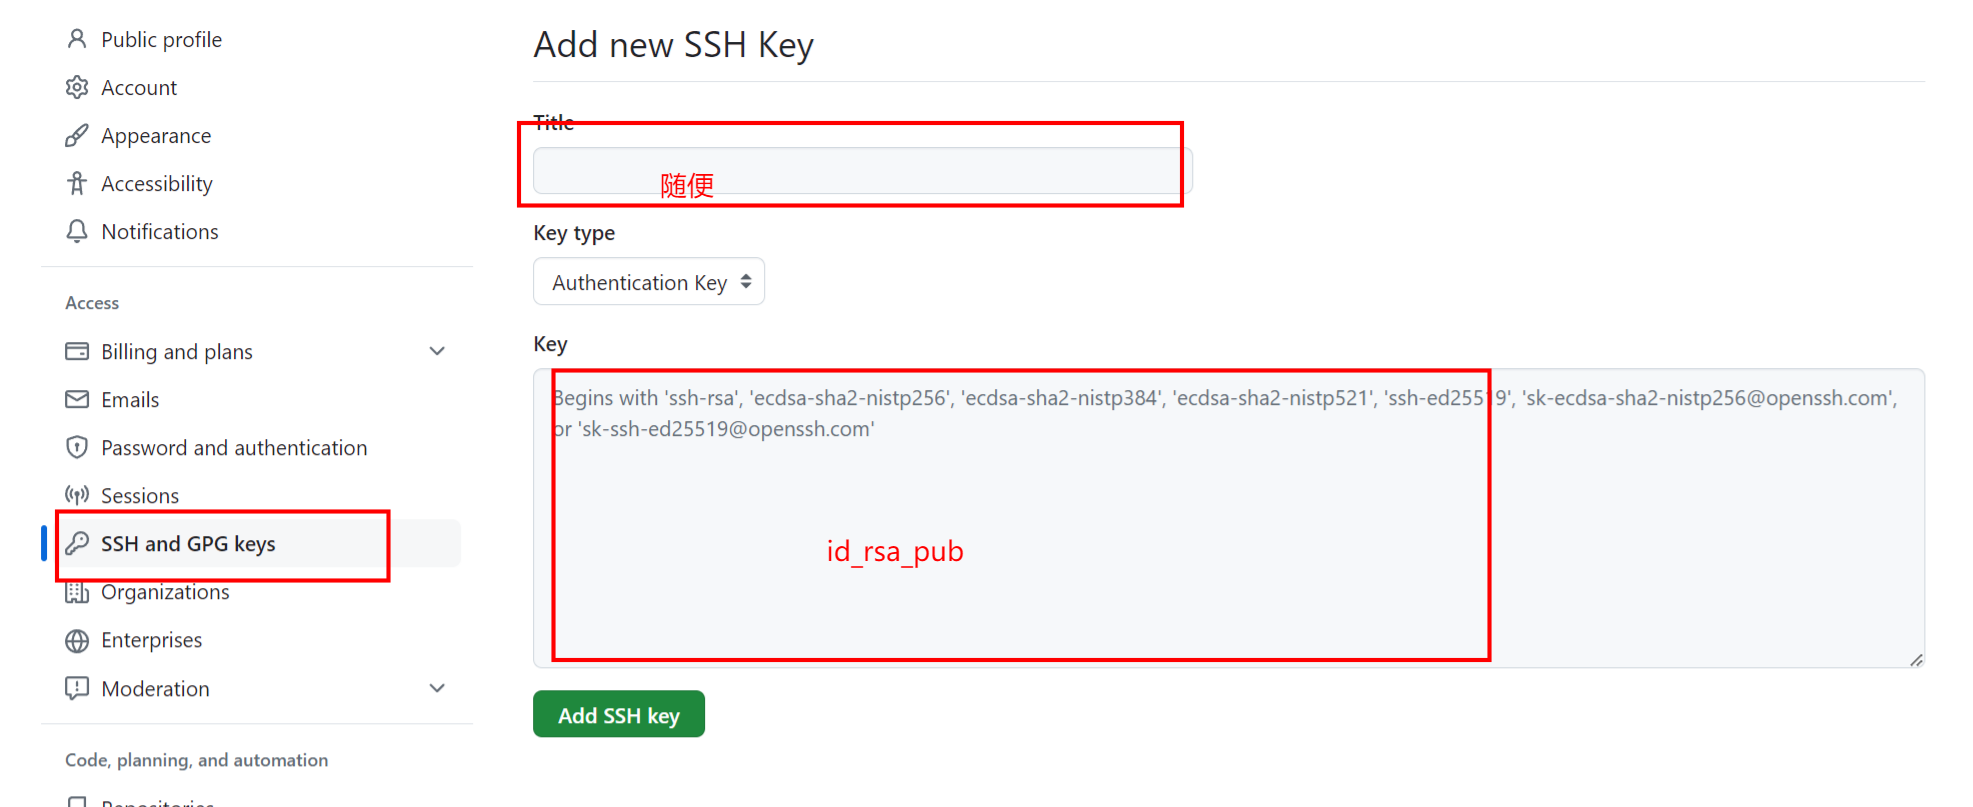 Public profile
Account
Appearance
Accessibility
Notifications
Access
Billing and plans
Emails
Password and authentication
Sessions
SSH and GPG keys
Organizations
Enterprises
Moderation
Code, planning, and automation
Repositories
Add new SSH Key
Title
随便
Key type
Authentication Key
Key
Begins with 'ssh-rsa', 'ecdsa-sha2-nistp256', 'ecdsa-sha2-nistp384', 'ecdsa-sha2-nistp521', 'ssh-ed25519', 'sk-ecdsa-sha2-nistp256@openssh.com',
or 'sk-ssh-ed25519@openssh.com'
id_rsa_pub
Add SSH key